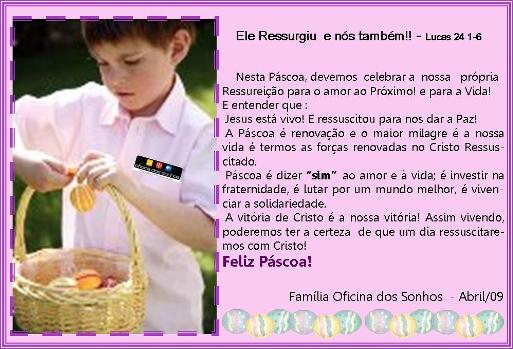 Ele Ressurgiu e nós também!! - Lucas 24 1-6
Nesta Páscoa, devemos celebrar a nossa própria
Ressureição para o amor ao Próximo! e para a Vida!
E entender que :
Jesus está vivo! E ressuscitou para nos dar a Paz!
A Páscoa é renovação e o maior milagre é a nossa
vida é termos as forças renovadas no Cristo Ressus-
citado.
Páscoa é dizer “sim” ao amor e à vida; é investir na
fraternidade, é lutar por um mundo melhor, é viven-
ciar a solidariedade.
A vitória de Cristo é a nossa vitória! Assim vivendo,
poderemos ter a certeza de que um dia ressuscitare-
mos com Cristo!
Feliz Páscoa!
Família Oficina dos Sonhos - Abril/09
oficina dos sonhos